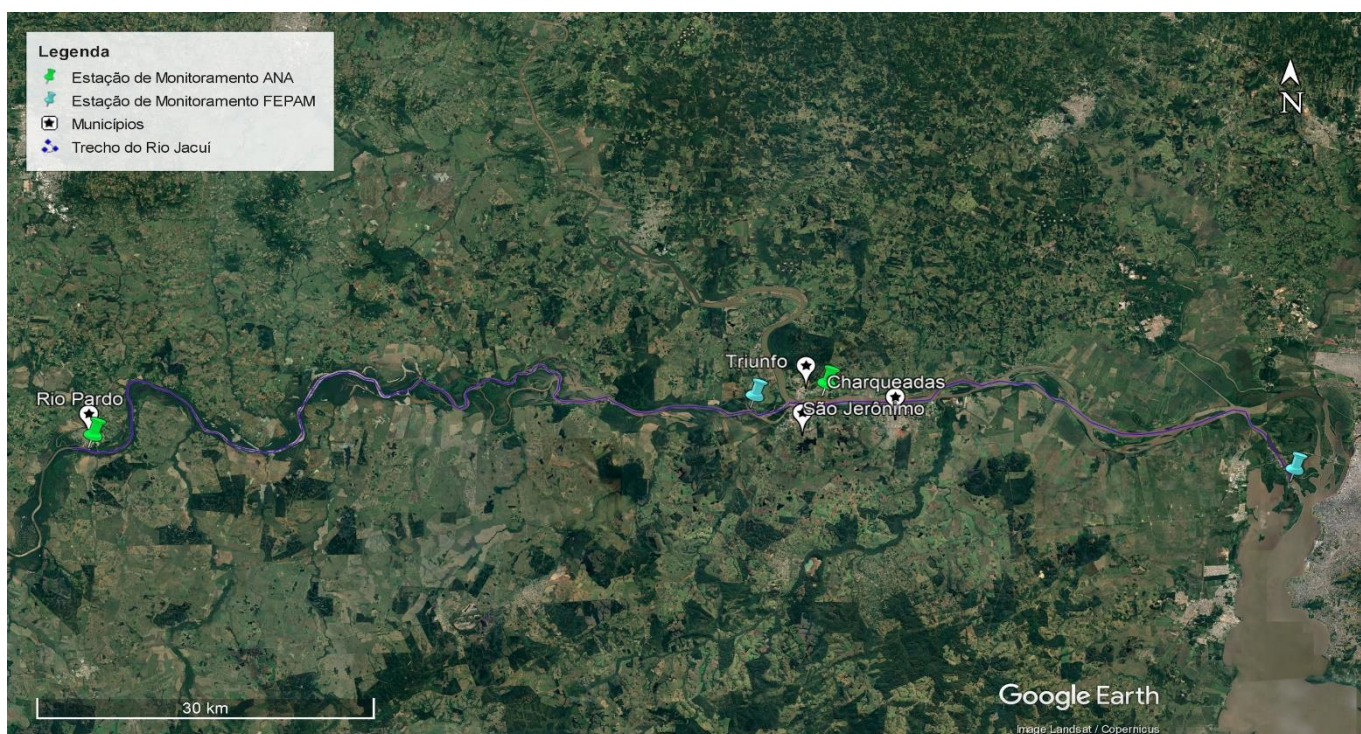 Legenda
Estação de Monitoramento ANA
Estação de Monitoramento FEPAM
Municípios
Trecho do Rio Jacuí
N
Triunfo
Charqueadas
Rio Pardo
São Jerônimo
30 km
Google Earth
Image Landsat / Copernicus